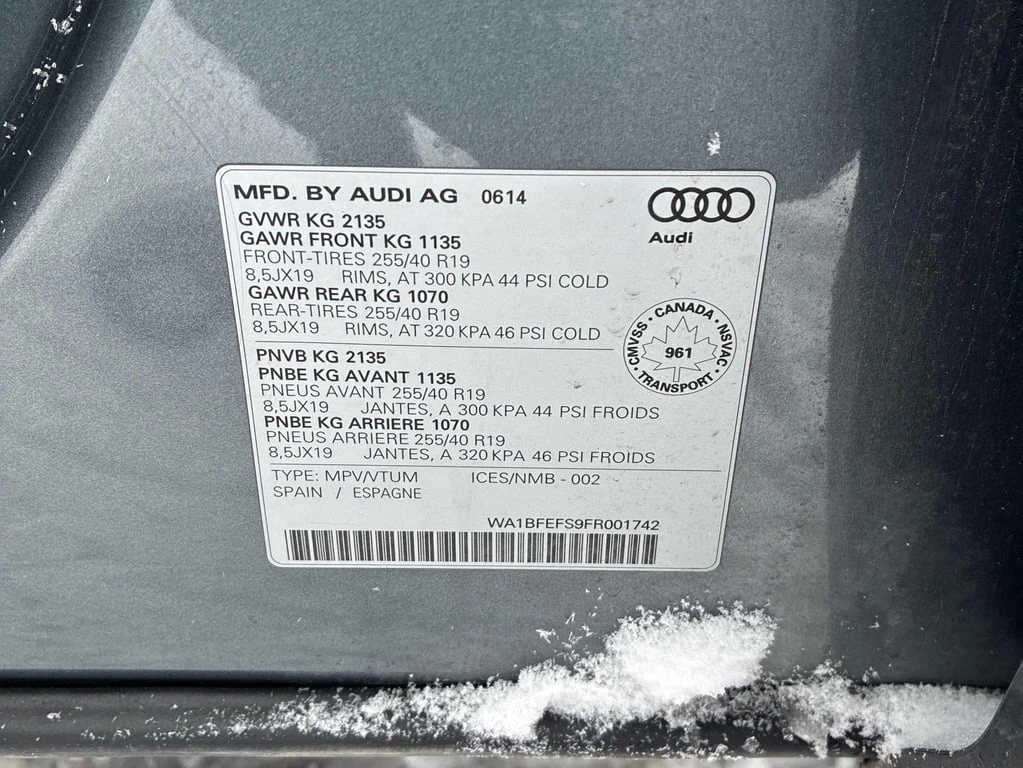 MFD. BY AUDI AG 0614
Audi
GVWR KG 2135
GAWR FRONT KG 1135
FRONT-TIRES 255/40 R19
8,5JX19 RIMS, AT 300 KPA 44 PSI COLD
GAWR REAR KG 1070
REAR-TIRES 255/40 R19
8,5JX19 RIMS, AT 320 KPA 46 PSI COLD
CMVSS · CANADA · NSVAC · TRANSPORT ·
961
PNVB KG 2135
PNBE KG AVANT 1135
PNEUS AVANT 255/40 R19
8,5JX19 JANTES, A 300 KPA 44 PSI FROIDS
PNBE KG ARRIERE 1070
PNEUS ARRIERE 255/40 R19
8,5JX19 JANTES, A 320 KPA 46 PSI FROIDS
TYPE: MPV/VTUM ICES/NMB - 002
SPAIN / ESPAGNE
WA1BFEFS9FR001742